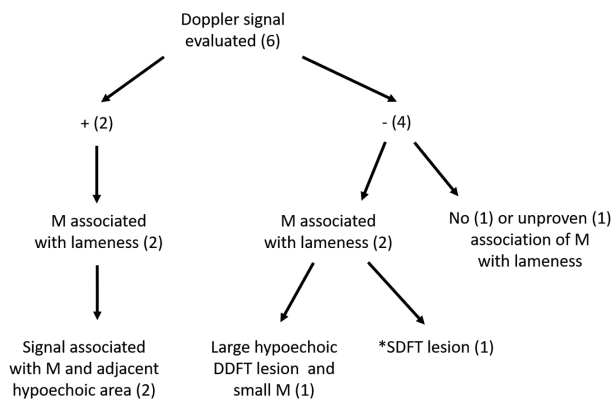 Doppler signal
evaluated (6)
+ (2)
- (4)
M associated
with lameness (2)
M associated
with lameness (2)
No (1) or unproven (1)
association of M
with lameness
Signal associated
with M and adjacent
hypoechoic area (2)
Large hypoechoic
DDFT lesion and
small M (1)
*SDFT lesion (1)